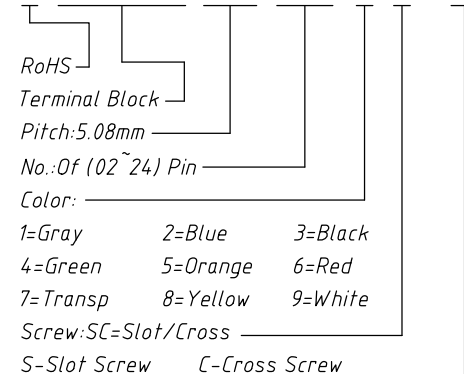 RoHS
Terminal Block
Pitch:5.08mm
No.:Of (02~24) Pin
Color:
1=Gray 2=Blue 3=Black
4=Green 5=Orange 6=Red
7=Transp 8=Yellow 9=White
Screw:SC=Slot/Cross
S-Slot Screw C-Cross Screw